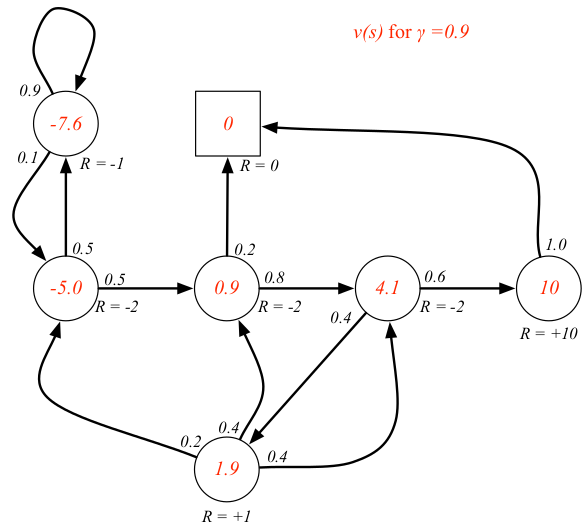 v(s) for γ =0.9
0.9
-7.6
0
0.1
R = -1
R = 0
0.5
0.2
1.0
-5.0
0.5
0.9
0.8
4.1
0.6
10
R = -2
R = -2
0.4
R = -2
R = +10
0.4
0.2
0.4
1.9
R = +1